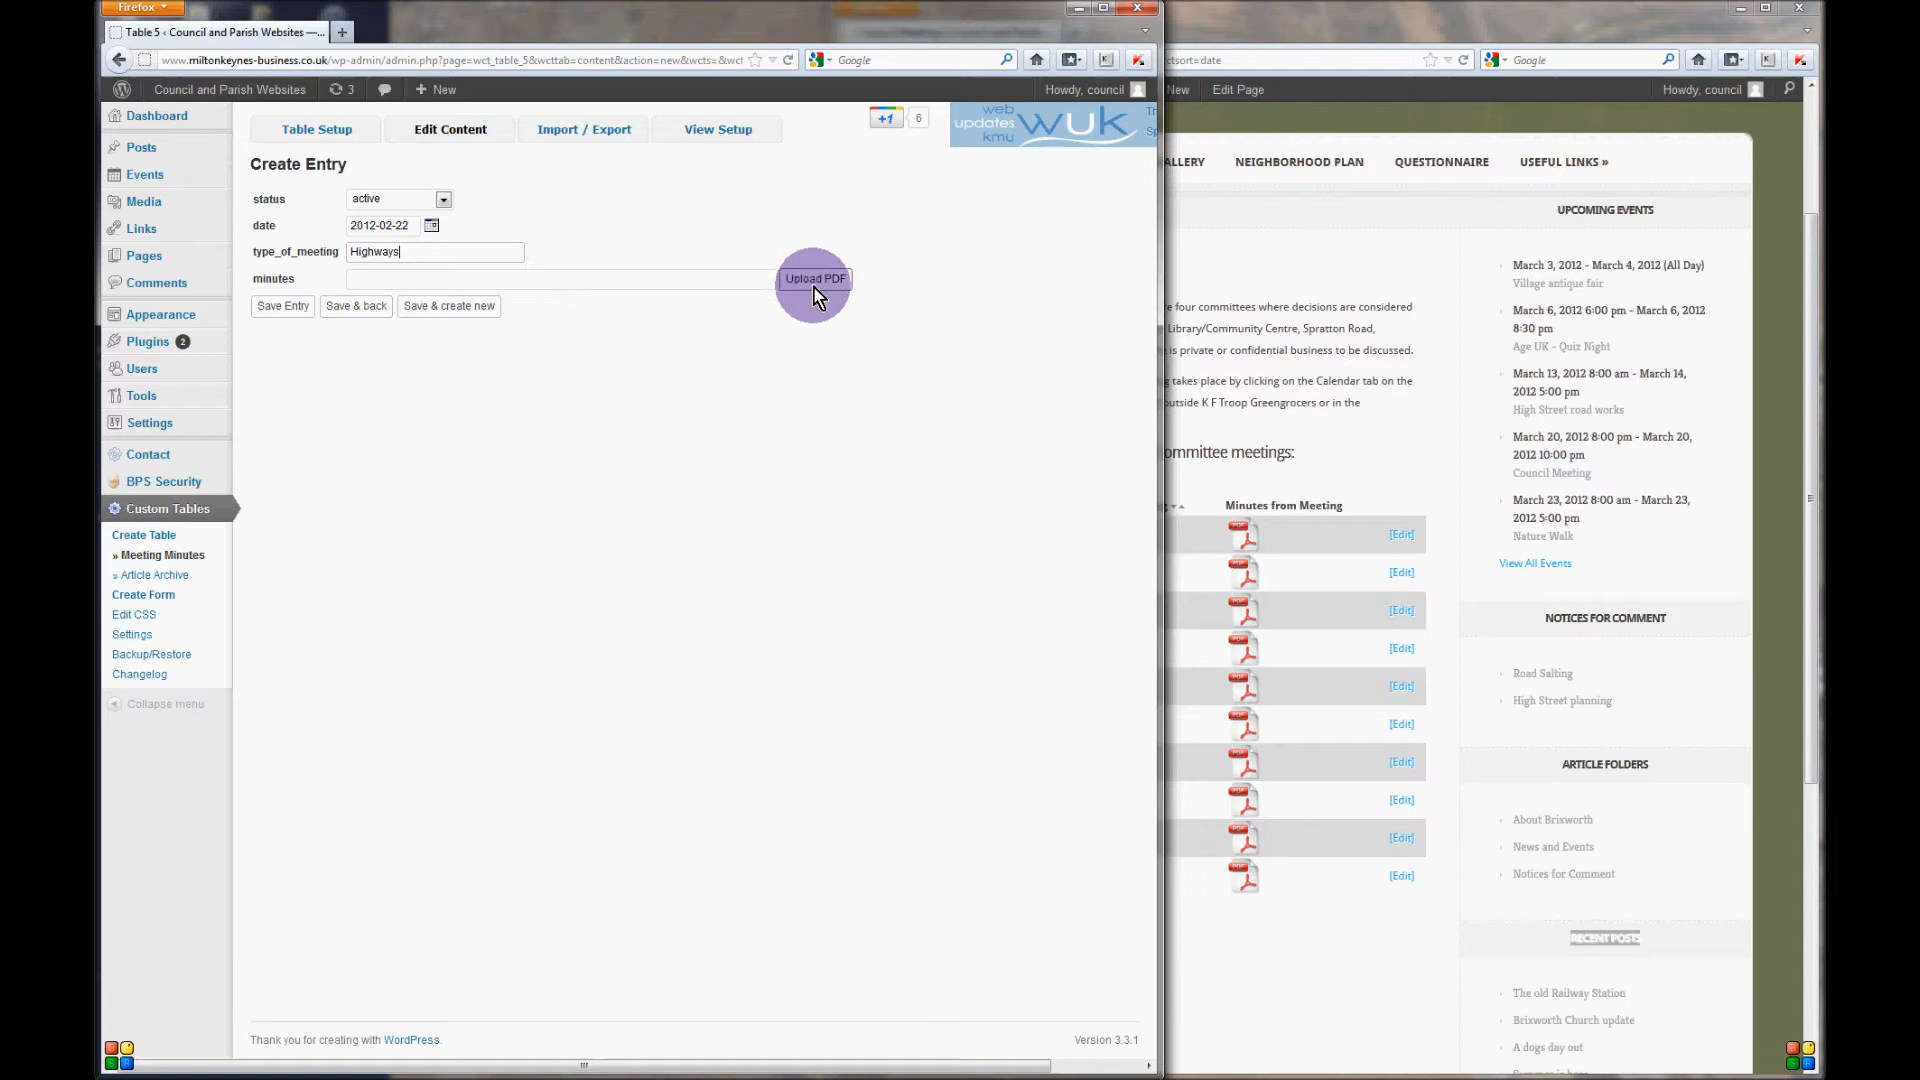 Firefox
Table 5 ‹ Council and Parish Websites —...
www.miltonkeynes-business.co.uk/wp-admin/admin.php?page=wct_table_5&wcttab=content&action=new&wcts=&wct
Google
Council and Parish Websites
3
New
Howdy, council
Dashboard
Posts
Events
Media
Links
Pages
Comments
Appearance
Plugins 2
Users
Tools
Settings
Contact
BPS Security
Custom Tables
Create Table
» Meeting Minutes
» Article Archive
Create Form
Edit CSS
Settings
Backup/Restore
Changelog
Collapse menu
Table Setup
Edit Content
Import / Export
View Setup
+1
6
web
updates
kmu
wuk
Th
Sp
Create Entry
status
active
date
2012-02-22
type_of_meeting
Highways
minutes
Upload PDF
Save Entry
Save & back
Save & create new
Thank you for creating with WordPress.
Version 3.3.1
ctsort=date
Google
New
Edit Page
Howdy, council
ALLERY
NEIGHBORHOOD PLAN
QUESTIONNAIRE
USEFUL LINKS »
re four committees where decisions are considered
Library/Community Centre, Spratton Road,
e is private or confidential business to be discussed.
g takes place by clicking on the Calendar tab on the
outside K F Troop Greengrocers or in the
ommittee meetings:
Minutes from Meeting
PDF
[Edit]
PDF
[Edit]
PDF
[Edit]
PDF
[Edit]
PDF
[Edit]
PDF
[Edit]
PDF
[Edit]
PDF
[Edit]
PDF
[Edit]
PDF
[Edit]
UPCOMING EVENTS
March 3, 2012 - March 4, 2012 (All Day)
Village antique fair
March 6, 2012 6:00 pm - March 6, 2012
8:30 pm
Age UK - Quiz Night
March 13, 2012 8:00 am - March 14,
2012 5:00 pm
High Street road works
March 20, 2012 8:00 pm - March 20,
2012 10:00 pm
Council Meeting
March 23, 2012 8:00 am - March 23,
2012 5:00 pm
Nature Walk
View All Events
NOTICES FOR COMMENT
Road Salting
High Street planning
ARTICLE FOLDERS
About Brixworth
News and Events
Notices for Comment
RECENT POSTS
The old Railway Station
Brixworth Church update
A dogs day out